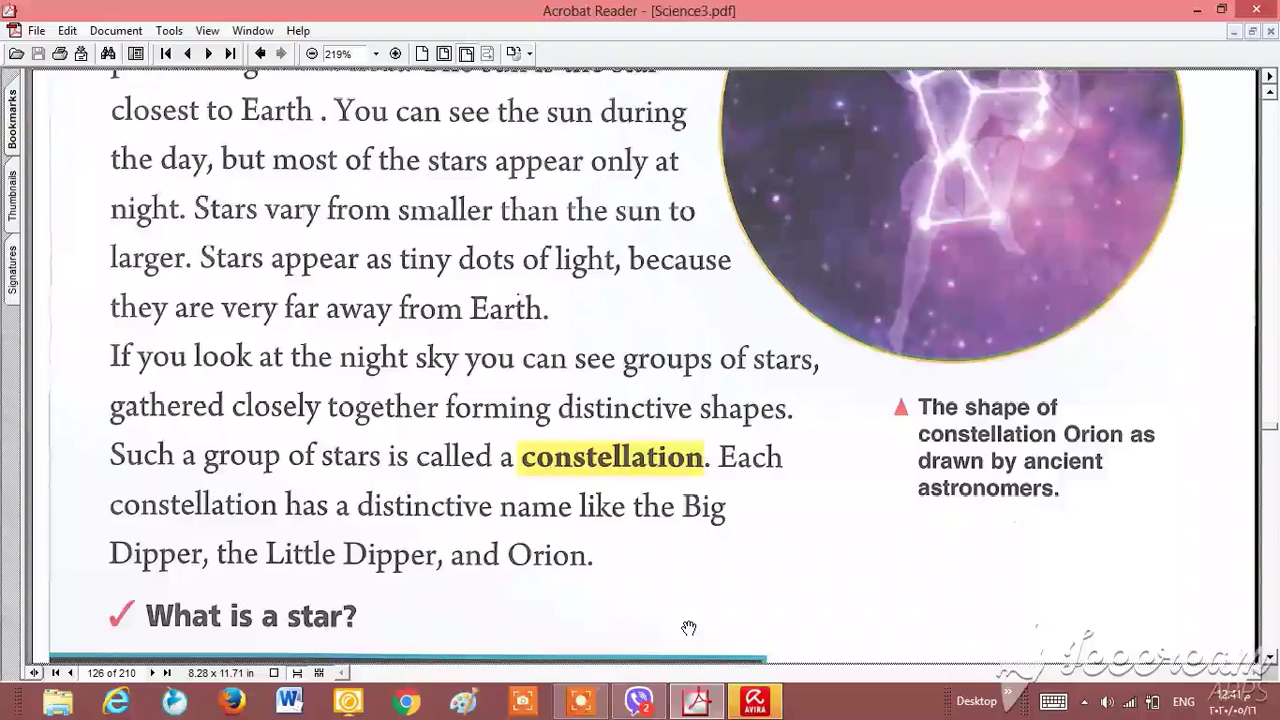 Acrobat Reader - [Science3.pdf]
File Edit Document Tools View Window Help
219%
Bookmarks
Thumbnails
Signatures
closest to Earth . You can see the sun during
the day, but most of the stars appear only at
night. Stars vary from smaller than the sun to
larger. Stars appear as tiny dots of light, because
they are very far away from Earth.
If you look at the night sky you can see groups of stars,
gathered closely together forming distinctive shapes.
Such a group of stars is called a constellation. Each
constellation has a distinctive name like the Big
Dipper, the Little Dipper, and Orion.
✓ What is a star?
▲ The shape of
constellation Orion as
drawn by ancient
astronomers.
126 of 210 8.28 x 11.71 in
2
AVIRA
Desktop » ENG